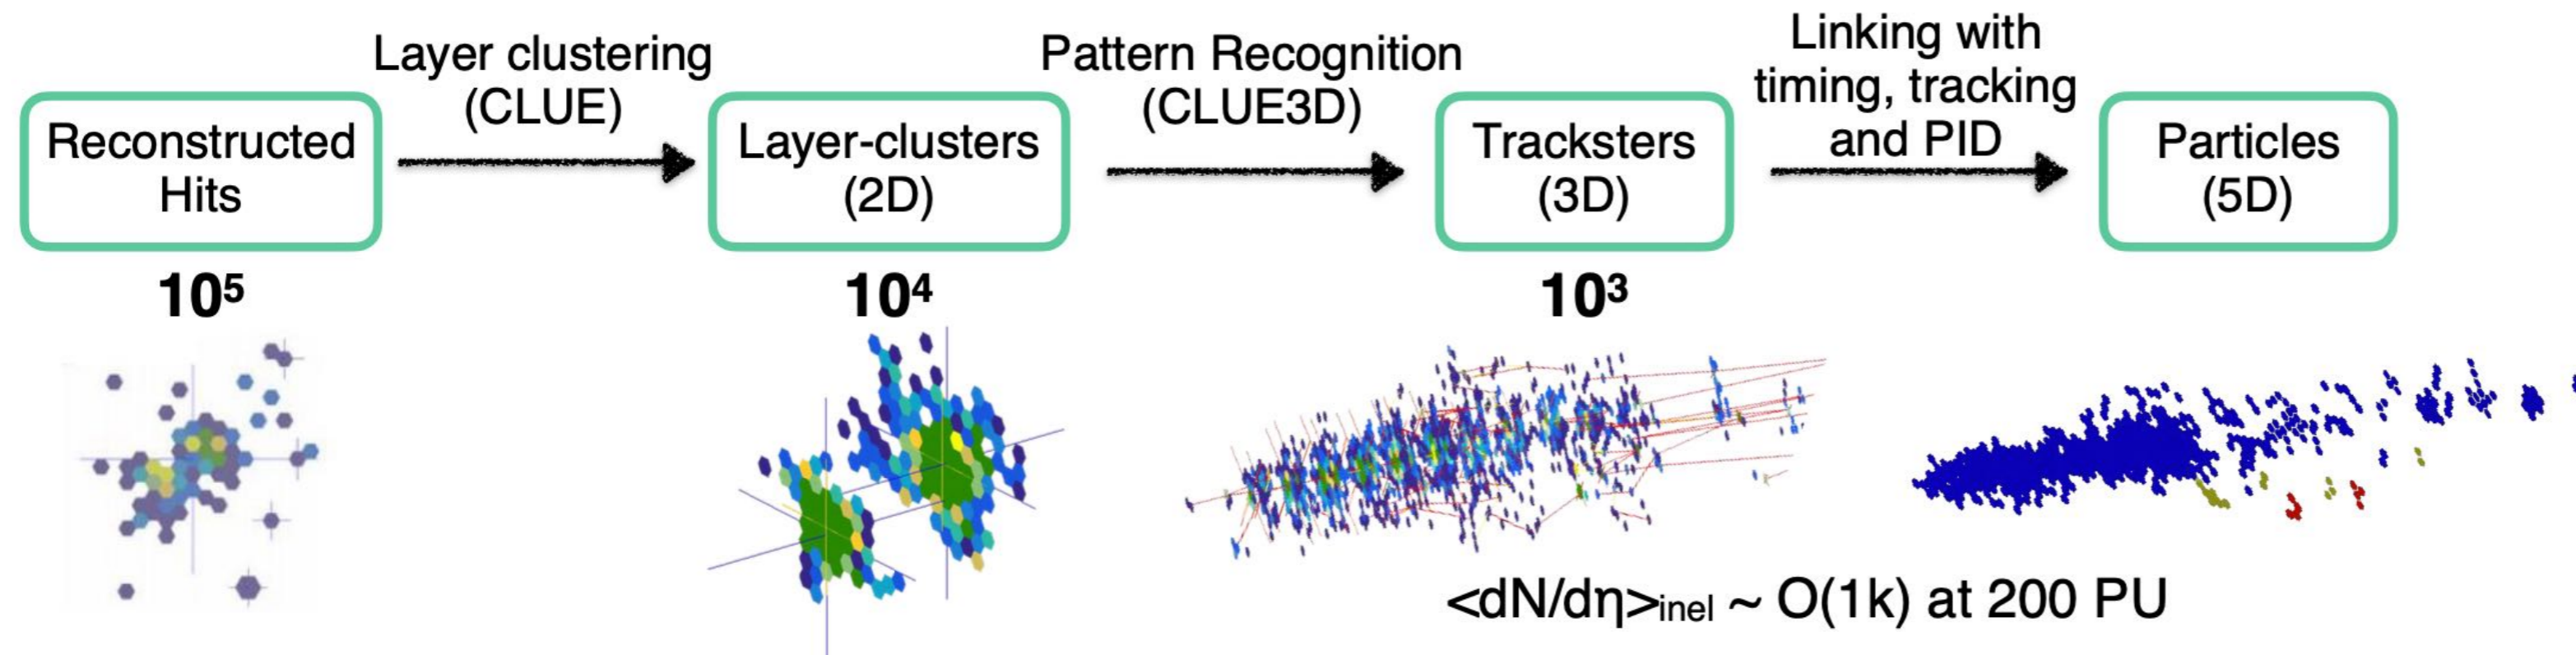 Reconstructed
Hits
10⁵
Layer clustering
(CLUE)
Layer-clusters
(2D)
10⁴
Pattern Recognition
(CLUE3D)
Tracksters
(3D)
10³
Linking with
timing, tracking
and PID
Particles
(5D)
<dN/dη>inel ~ O(1k) at 200 PU